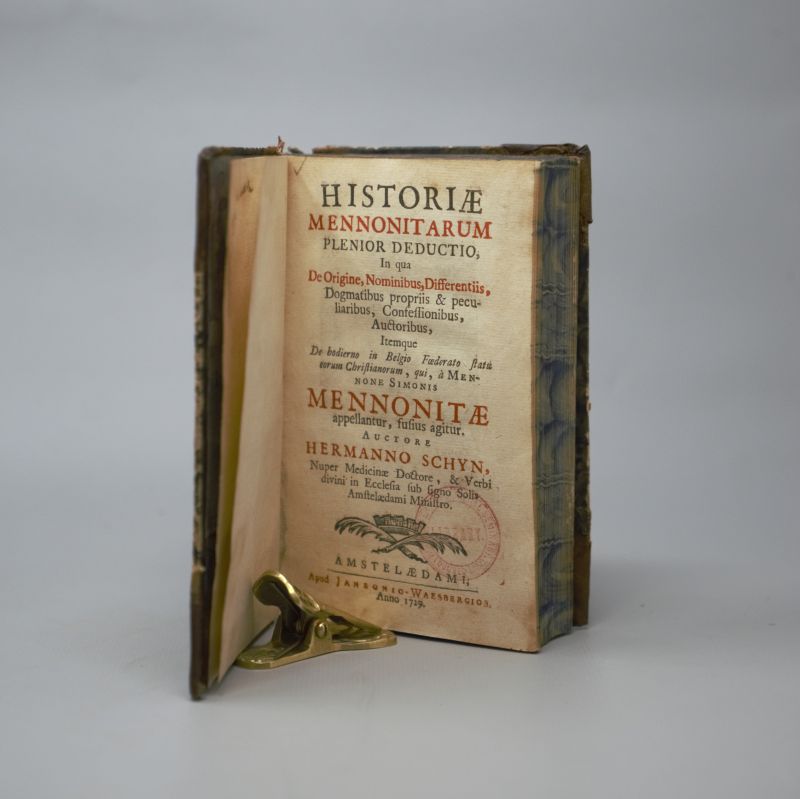 HISTORIÆ
MENNONITARUM
PLENIOR DEDUCTIO,
In qua
De Origine, Nominibus, Differentiis,
Dogmatibus propriis & pecu-
liaribus, Confessionibus,
Auctoribus,
Itemque
De hodierno in Belgio Fœderato statu
eorum Christianorum, qui, à MEN-
NONE SIMONIS
MENNONITÆ
appellantur, fusius agitur.
AUCTORE
HERMANNO SCHYN,
Nuper Medicinæ Doctore, & Verbi
divini in Ecclesia sub signo Solis
Amstelædami Ministro.
AMSTELÆDAMI,
Apud JANSONIO-WAESBERGIOS.
Anno 1729.